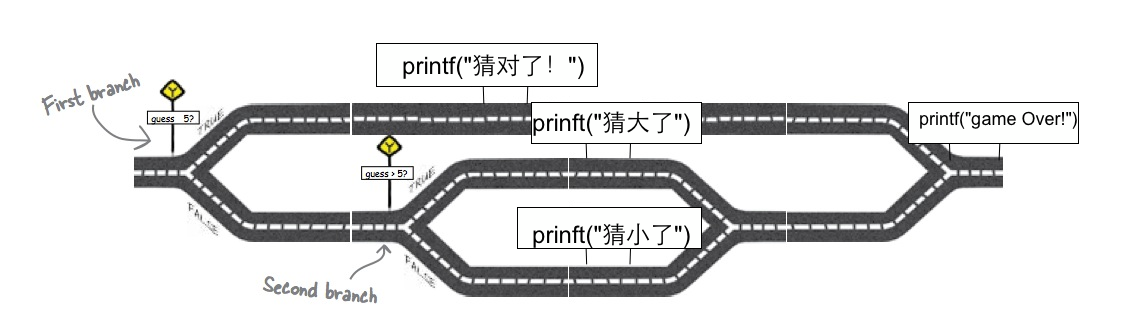 printf("猜对了！")
First branch
guess 5?
TRUE
prinft("猜大了")
printf("game Over!")
guess > 5?
TRUE
FALSE
prinft("猜小了")
FALSE
Second branch